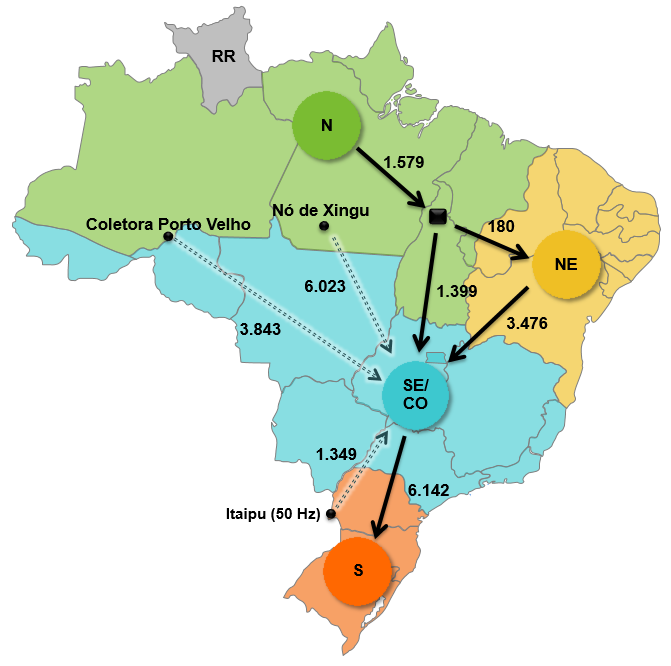 RR
N
1.579
Nó de Xingu
Coletora Porto Velho
180
NE
6.023
1.399
3.476
3.843
SE/
CO
1.349
6.142
Itaipu (50 Hz)
S